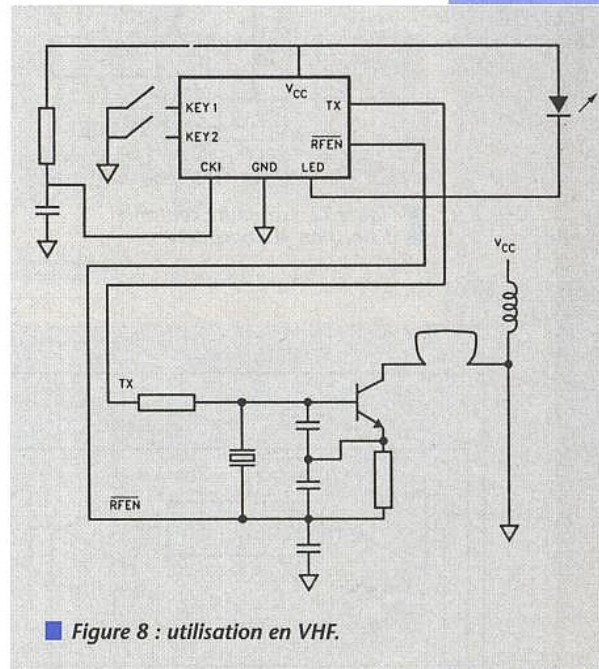 VCC
KEY1
TX
KEY2
RFEN
CKI
GND
LED
VCC
TX
RFEN
Figure 8 : utilisation en VHF.